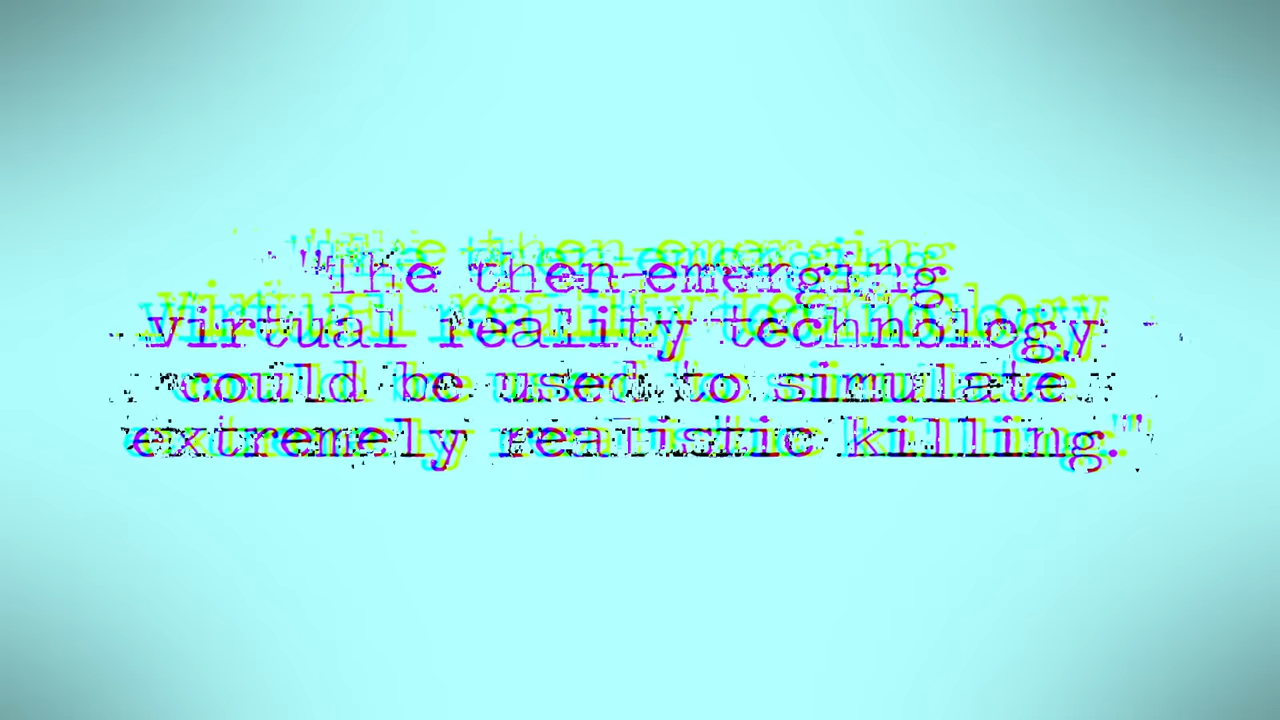 "The then-emerging
virtual reality technology
could be used to simulate
extremely realistic killing."